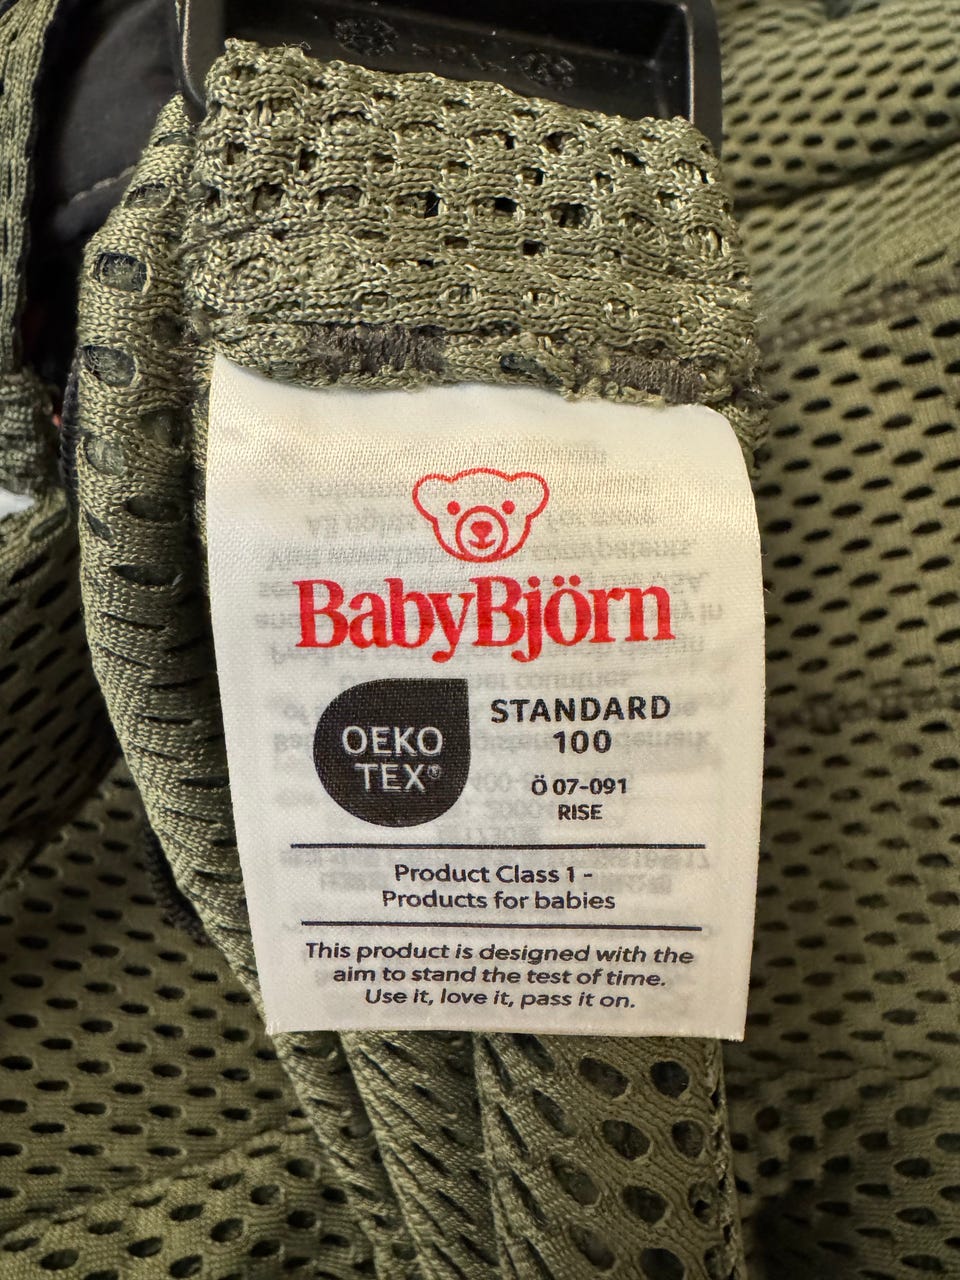 BabyBjörn
OEKO
TEX®
STANDARD
100
Ö 07-091
RISE
Product Class 1 -
Products for babies
This product is designed with the
aim to stand the test of time.
Use it, love it, pass it on.